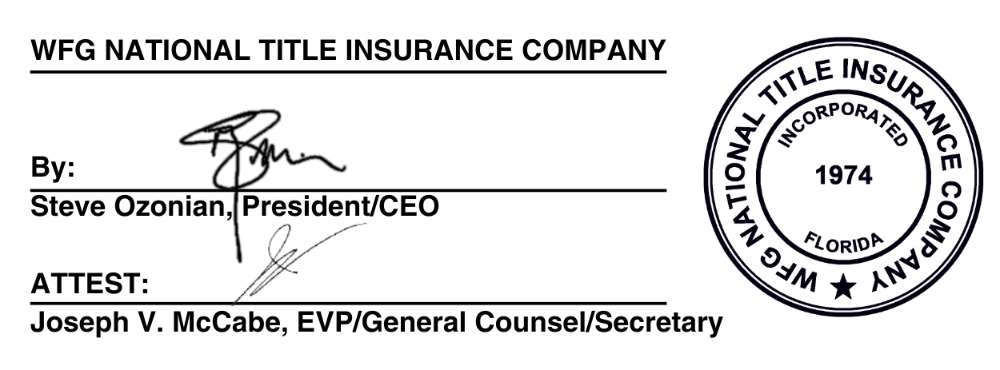 WFG NATIONAL TITLE INSURANCE COMPANY
By:
Steve Ozonian, President/CEO
ATTEST:
Joseph V. McCabe, EVP/General Counsel/Secretary
WFG NATIONAL TITLE INSURANCE COMPANY
INCORPORATED
1974
FLORIDA